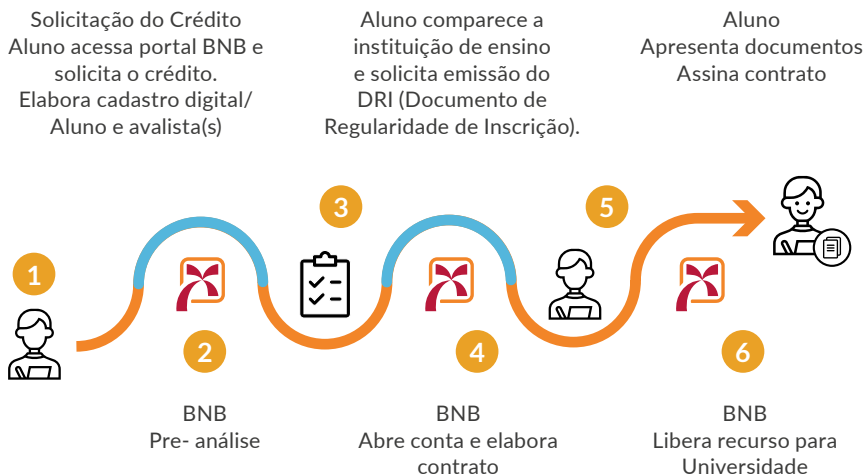 Solicitação do Crédito
Aluno acessa portal BNB e
solicita o crédito.
Elabora cadastro digital/
Aluno e avalista(s)
Aluno comparece a
instituição de ensino
e solicita emissão do
DRI (Documento de
Regularidade de Inscrição).
Aluno
Apresenta documentos
Assina contrato
1
2
3
4
5
6
BNB
Pre- análise
BNB
Abre conta e elabora
contrato
BNB
Libera recurso para
Universidade